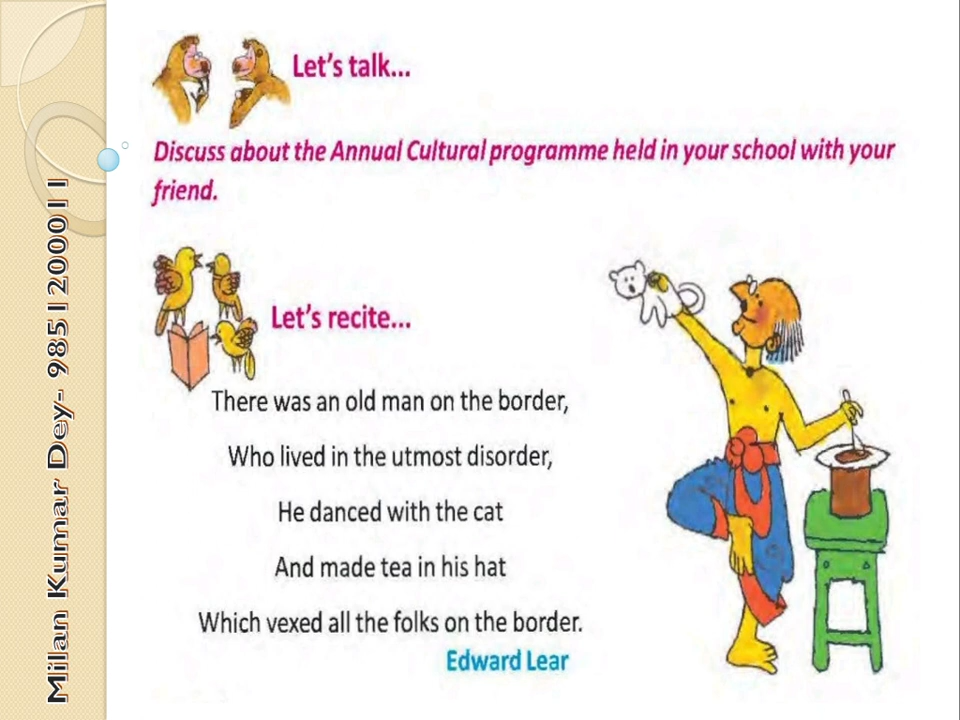 Let's talk...
Discuss about the Annual Cultural programme held in your school with your
friend.
Let's recite...
There was an old man on the border,
Who lived in the utmost disorder,
He danced with the cat
And made tea in his hat
Which vexed all the folks on the border.
Edward Lear
Milan Kumar Dey- 9851200011